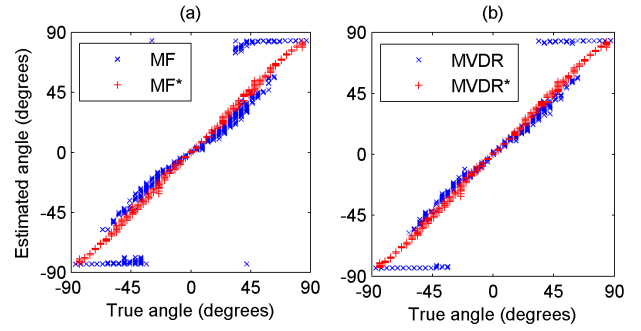 (a)
Estimated angle (degrees)
90
45
0
-45
-90
MF
MF*
-90 -45 0 45 90
True angle (degrees)
(b)
90
45
0
-45
-90
MVDR
MVDR*
-90 -45 0 45 90
True angle (degrees)